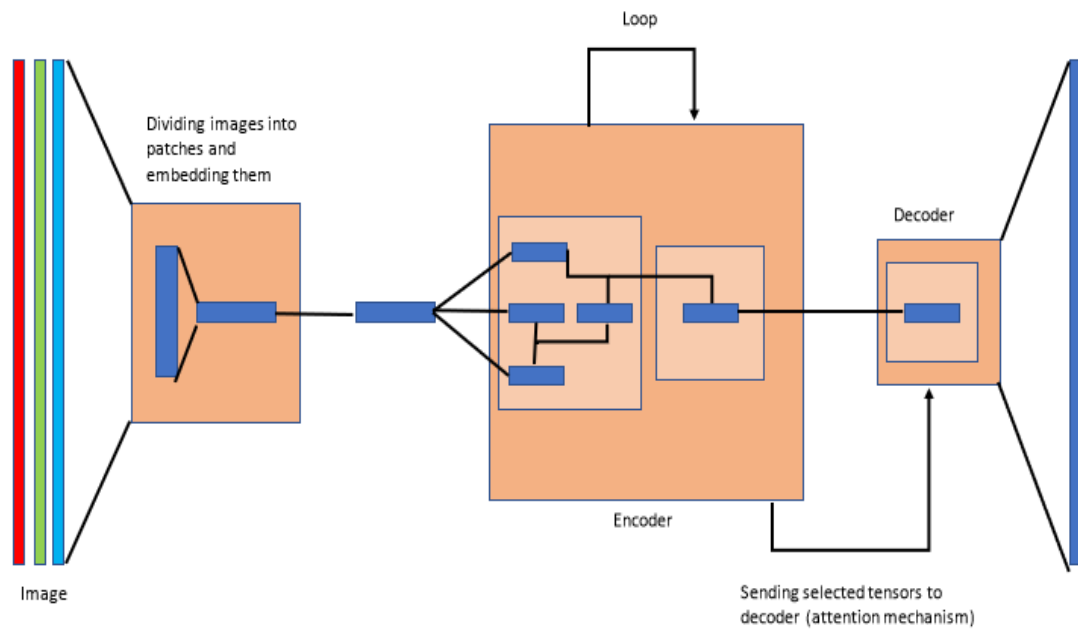 Loop
Dividing images into
patches and
embedding them
Decoder
Encoder
Image
Sending selected tensors to
decoder (attention mechanism)